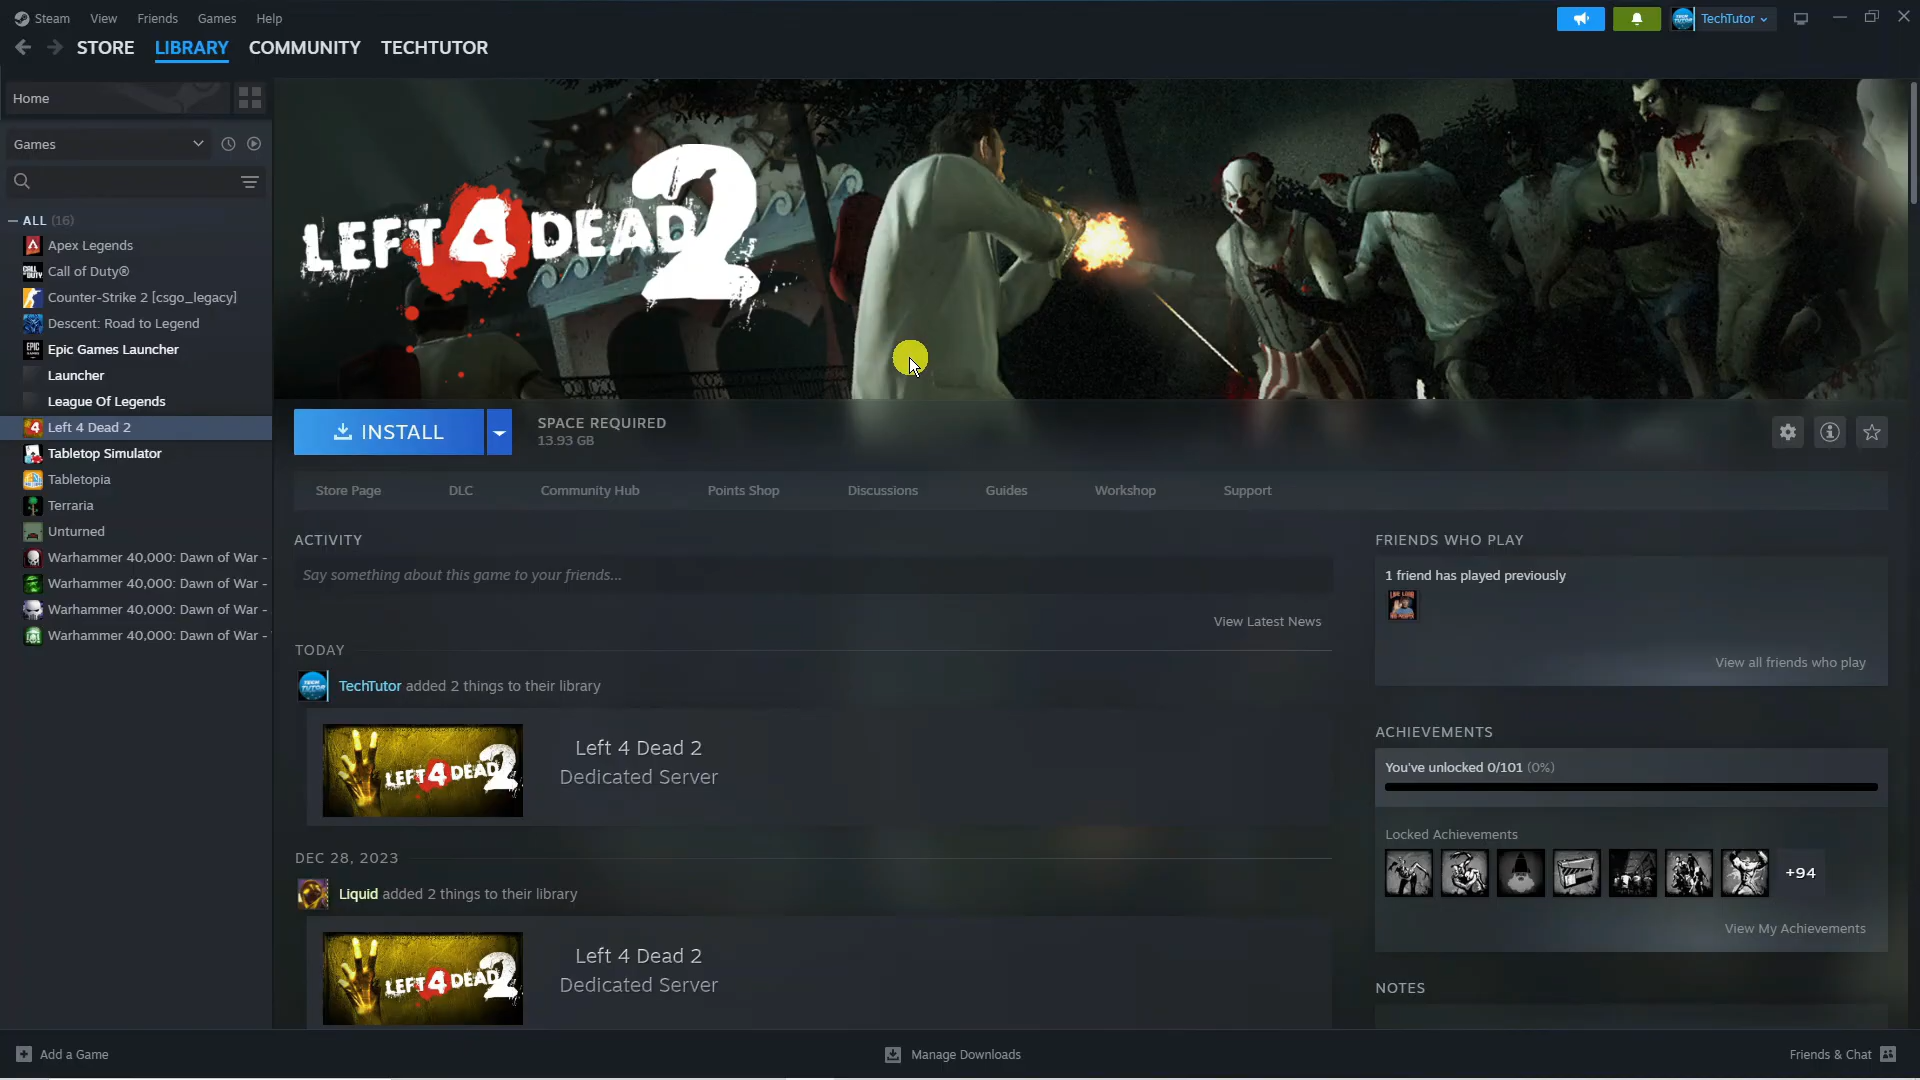 Steam View Friends Games Help
TechTutor
STORE LIBRARY COMMUNITY TECHTUTOR
Home
Games
ALL (16)
Apex Legends
Call of Duty®
Counter-Strike 2 [csgo_legacy]
Descent: Road to Legend
Epic Games Launcher
Launcher
League Of Legends
Left 4 Dead 2
Tabletop Simulator
Tabletopia
Terraria
Unturned
Warhammer 40,000: Dawn of War -
Warhammer 40,000: Dawn of War -
Warhammer 40,000: Dawn of War -
Warhammer 40,000: Dawn of War -
LEFT 4 DEAD 2
INSTALL
SPACE REQUIRED
13.93 GB
Store Page DLC Community Hub Points Shop Discussions Guides Workshop Support
ACTIVITY
Say something about this game to your friends...
View Latest News
TODAY
TechTutor added 2 things to their library
LEFT 4 DEAD 2
Left 4 Dead 2
Dedicated Server
DEC 28, 2023
Liquid added 2 things to their library
LEFT 4 DEAD 2
Left 4 Dead 2
Dedicated Server
FRIENDS WHO PLAY
1 friend has played previously
View all friends who play
ACHIEVEMENTS
You've unlocked 0/101 (0%)
Locked Achievements
+94
View My Achievements
NOTES
Add a Game
Manage Downloads
Friends & Chat